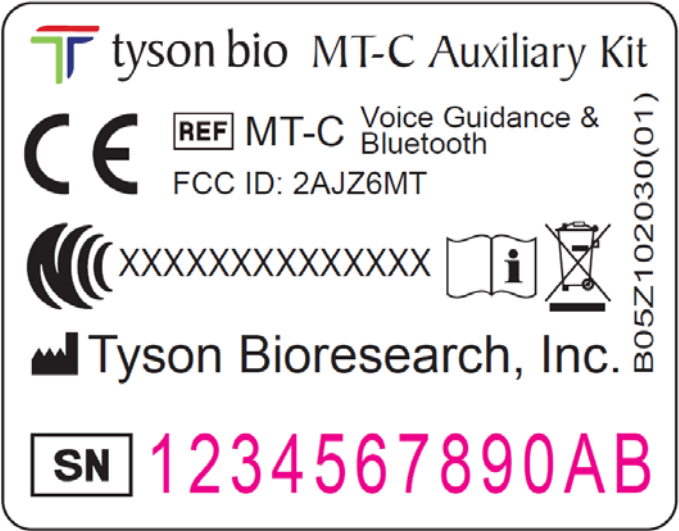 tyson bio MT-C Auxiliary Kit
CE
REF MT-C Voice Guidance &
Bluetooth
FCC ID: 2AJZ6MT
XXXXXXXXXXXXXX
i
Tyson Bioresearch, Inc.
B05Z102030(01)
SN 1234567890AB